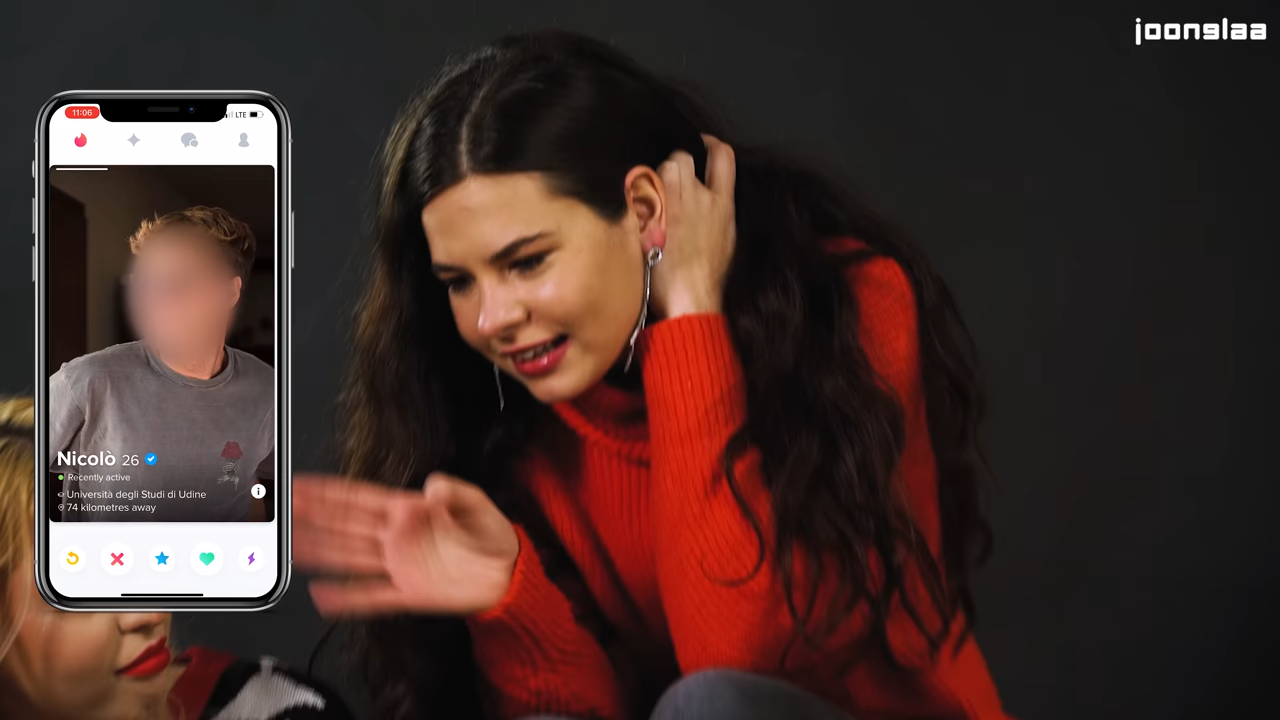 joonglaa
11:06
LTE
Nicolò 26
Recently active
Università degli Studi di Udine
74 kilometres away